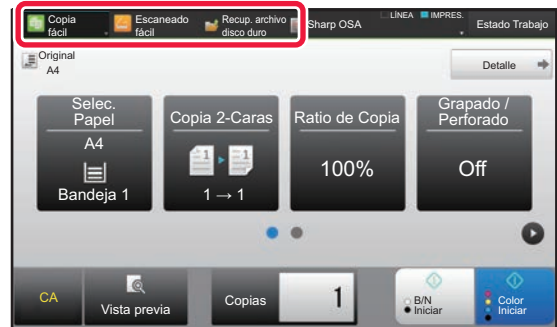 Copia
fácil
Escaneado
fácil
Recup. archivo
disco duro
Sharp OSA
LÍNEA
IMPRES.
Estado Trabajo
Original
A4
Detalle
Selec.
Papel
A4
Bandeja 1
Copia 2-Caras
1
1
1 → 1
Ratio de Copia
100%
Grapado /
Perforado
Off
CA
Vista previa
Copias
1
B/N
Iniciar
Color
Iniciar